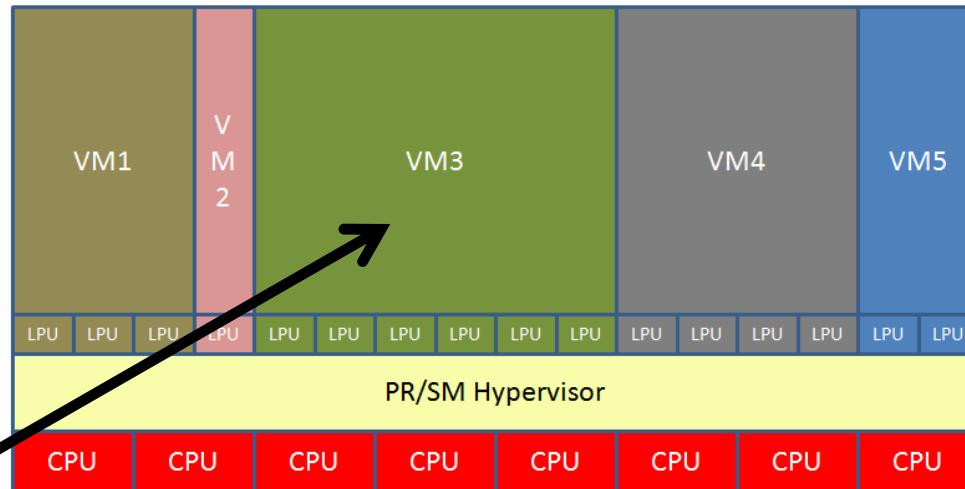 VM1
V
M
2
VM3
VM4
VM5
LPU LPU LPU LPU LPU LPU LPU LPU LPU LPU LPU LPU LPU LPU LPU LPU
PR/SM Hypervisor
CPU CPU CPU CPU CPU CPU CPU CPU